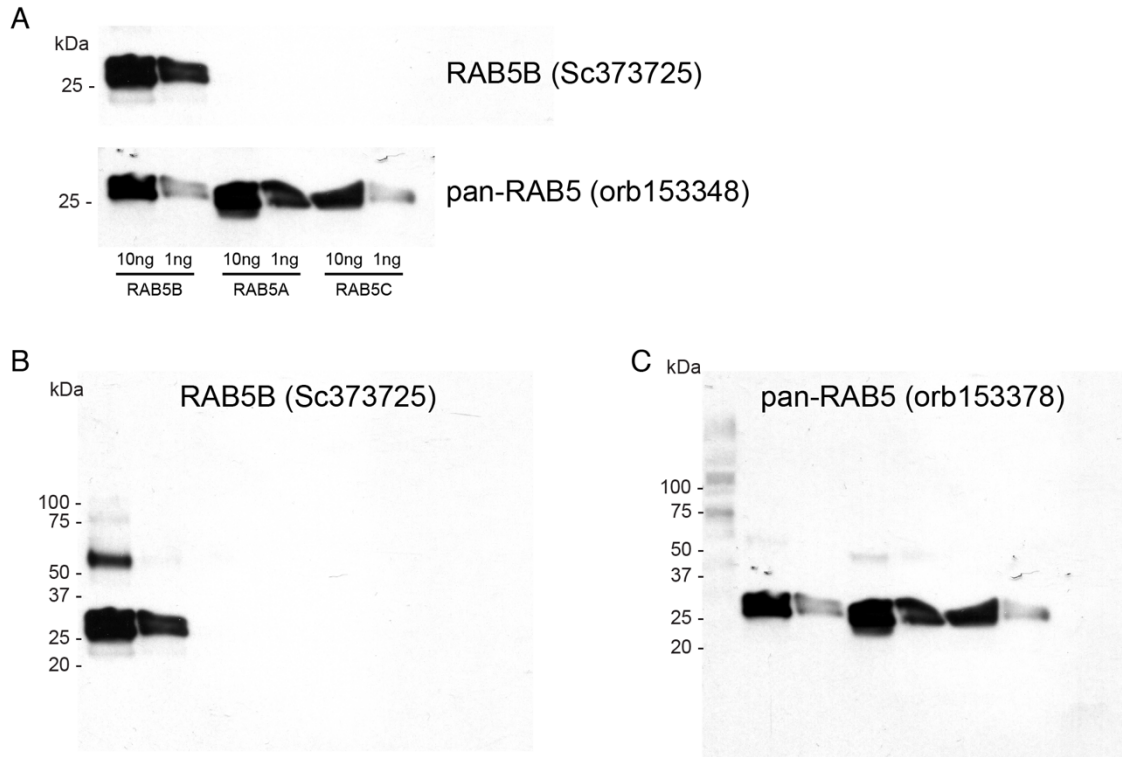 A
kDa
RAB5B (Sc373725)
25 -
pan-RAB5 (orb153348)
25 -
10ng 1ng 10ng 1ng 10ng 1ng
RAB5B RAB5A RAB5C
B
kDa
RAB5B (Sc373725)
100 -
75 -
50 -
37 -
25 -
20 -
C
kDa
pan-RAB5 (orb153378)
100 -
75 -
50 -
37 -
25 -
20 -